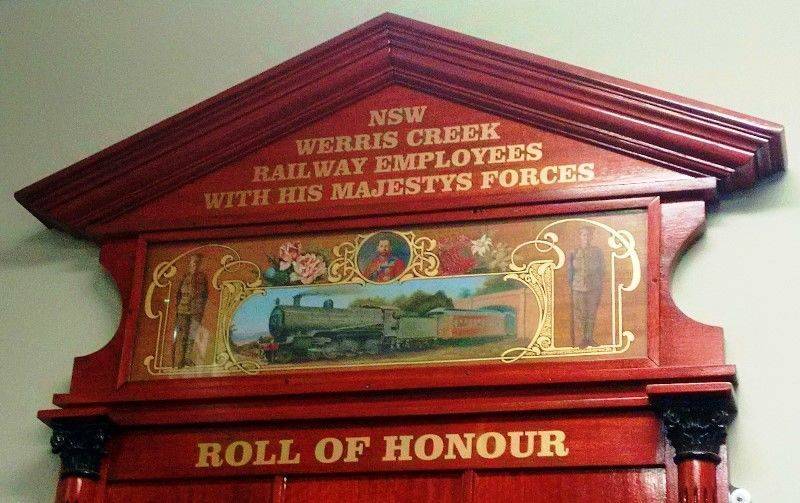 NSW
WERRIS CREEK
RAILWAY EMPLOYEES
WITH HIS MAJESTYS FORCES
ROLL OF HONOUR